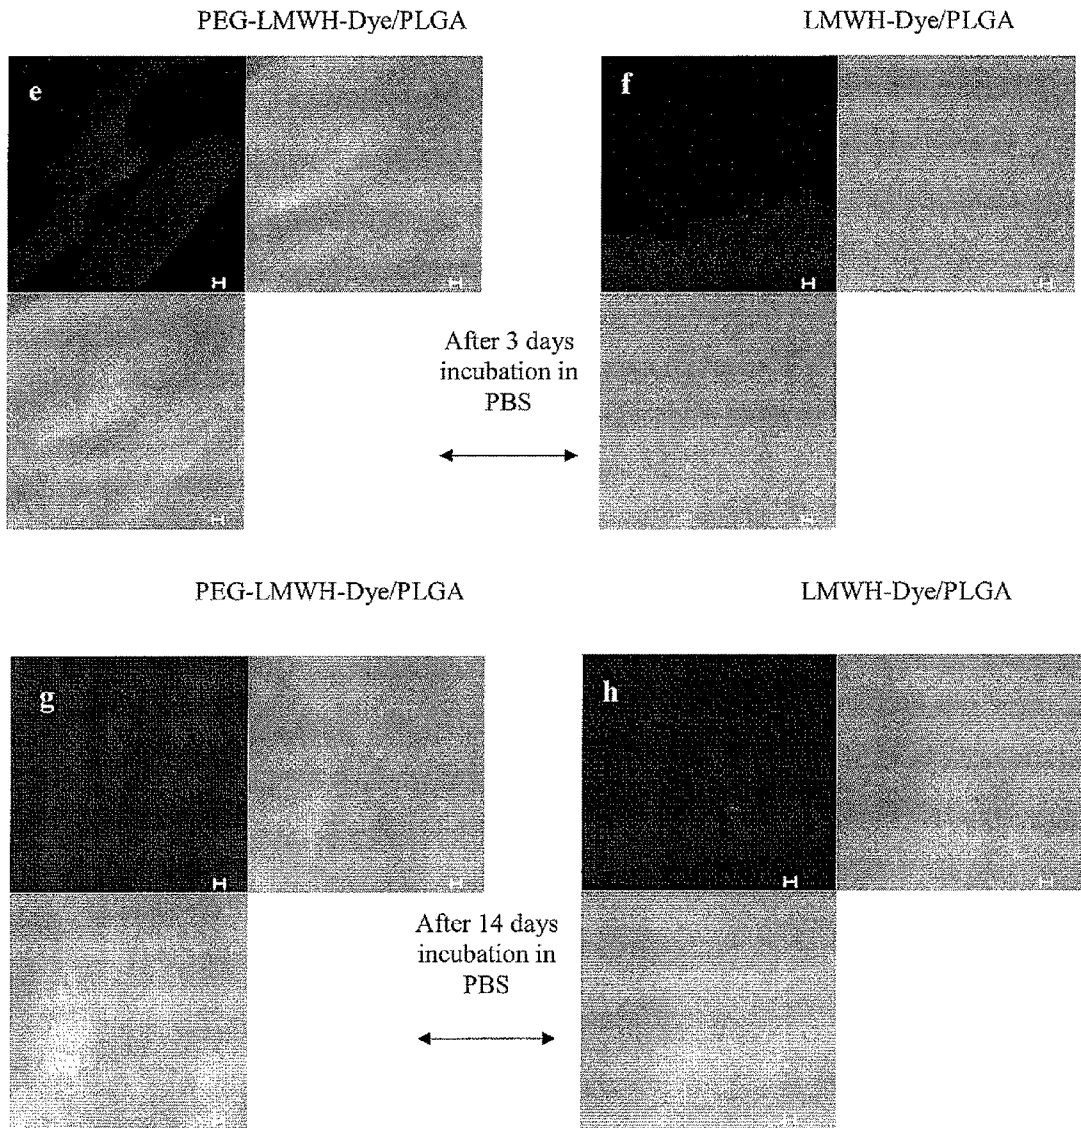 PEG-LMWH-Dye/PLGA
LMWH-Dye/PLGA
e
f
After 3 days
incubation in
PBS
PEG-LMWH-Dye/PLGA
LMWH-Dye/PLGA
g
h
After 14 days
incubation in
PBS